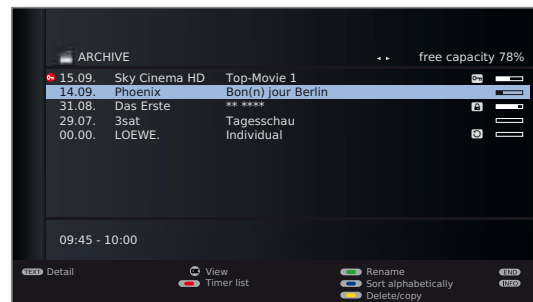 ARCHIVE free capacity 78%
15.09. Sky Cinema HD Top-Movie 1
14.09. Phoenix Bon(n) jour Berlin
31.08. Das Erste ** ****
29.07. 3sat Tagesschau
00.00. LOEWE. Individual
09:45 - 10:00
TEXT Detail OK View Rename END
Timer list Sort alphabetically INFO
Delete/copy